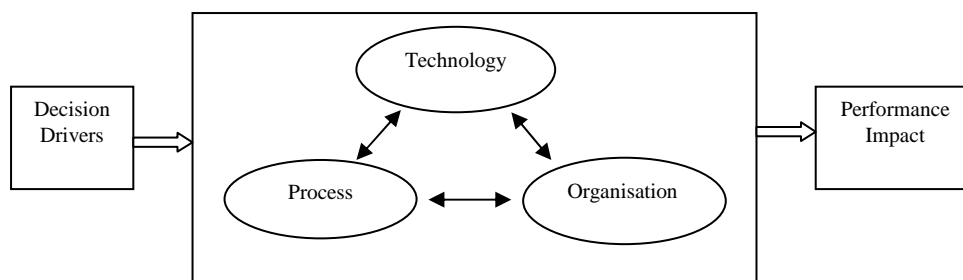 Technology
Decision
Drivers
Performance
Impact
Process
Organisation